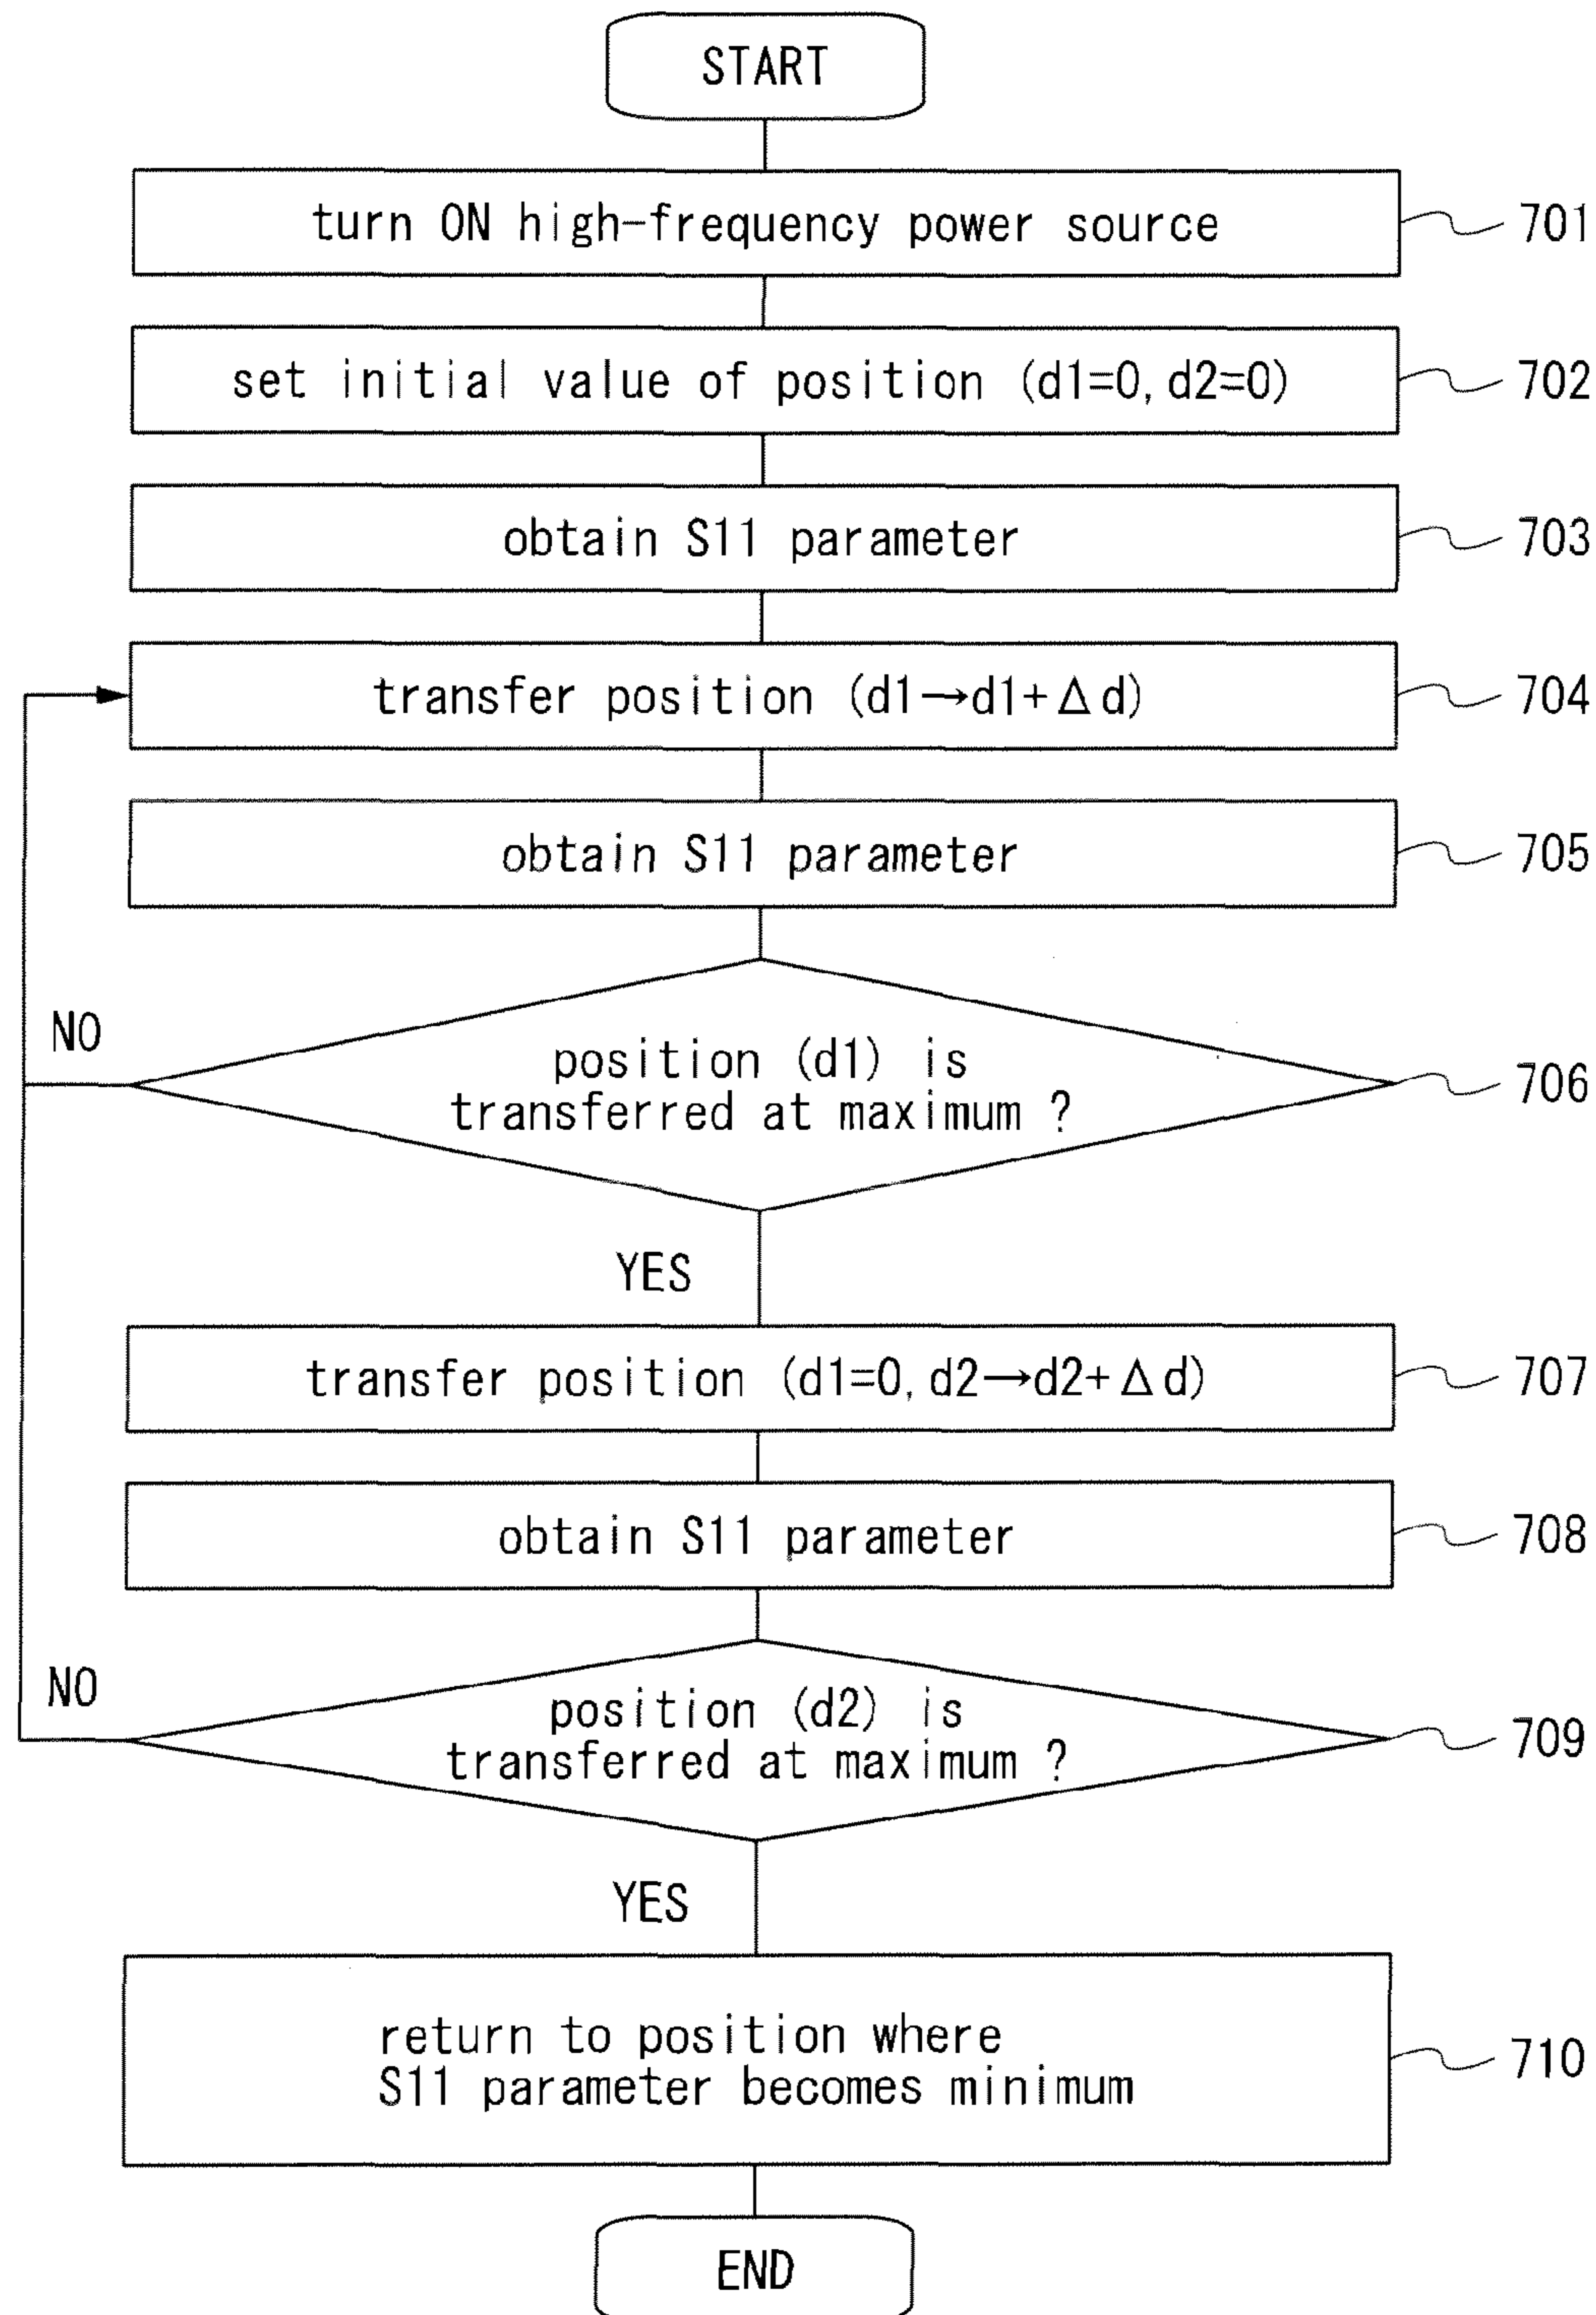 START
turn ON high-frequency power source
701
set initial value of position (d1=0, d2=0)
702
obtain S11 parameter
703
transfer position (d1→d1+Δd)
704
obtain S11 parameter
705
NO
position (d1) is
transferred at maximum ?
706
YES
transfer position (d1=0, d2→d2+Δd)
707
obtain S11 parameter
708
NO
position (d2) is
transferred at maximum ?
709
YES
return to position where
S11 parameter becomes minimum
710
END